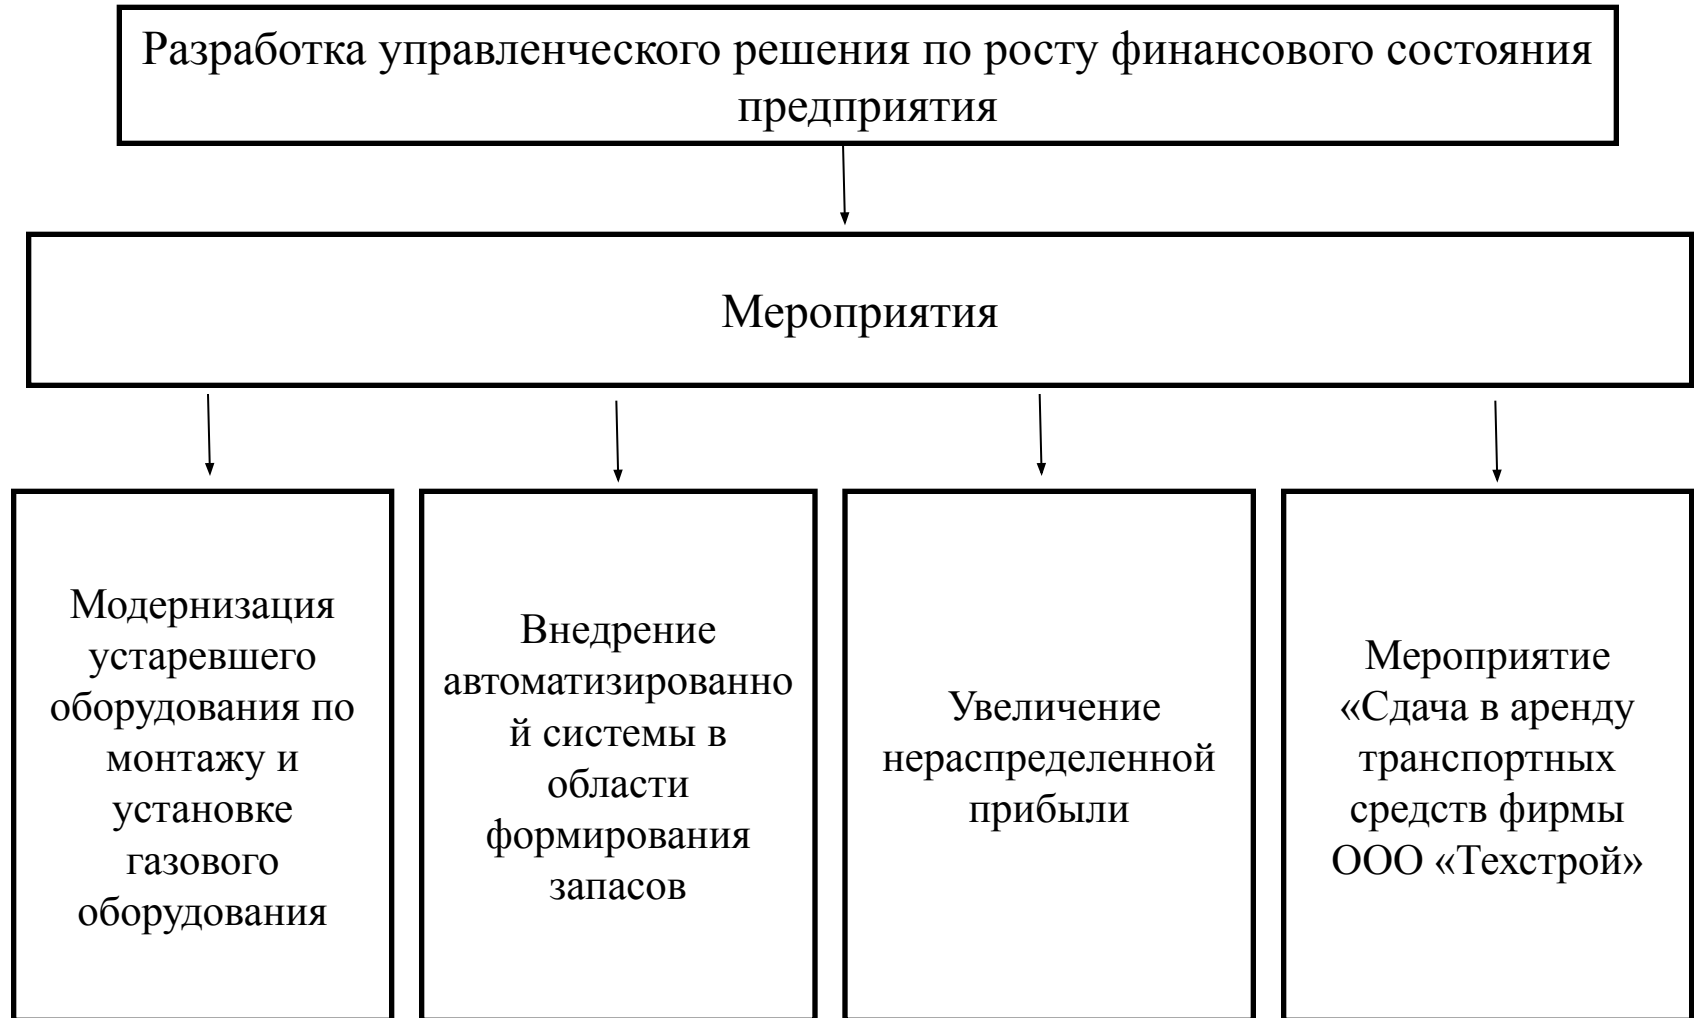 Разработка управленческого решения по росту финансового состояния
предприятия
Мероприятия
Модернизация
устаревшего
оборудования по
монтажу и
установке
газового
оборудования
Внедрение
автоматизированно
й системы в
области
формирования
запасов
Увеличение
нераспределенной
прибыли
Мероприятие
«Сдача в аренду
транспортных
средств фирмы
ООО «Техстрой»